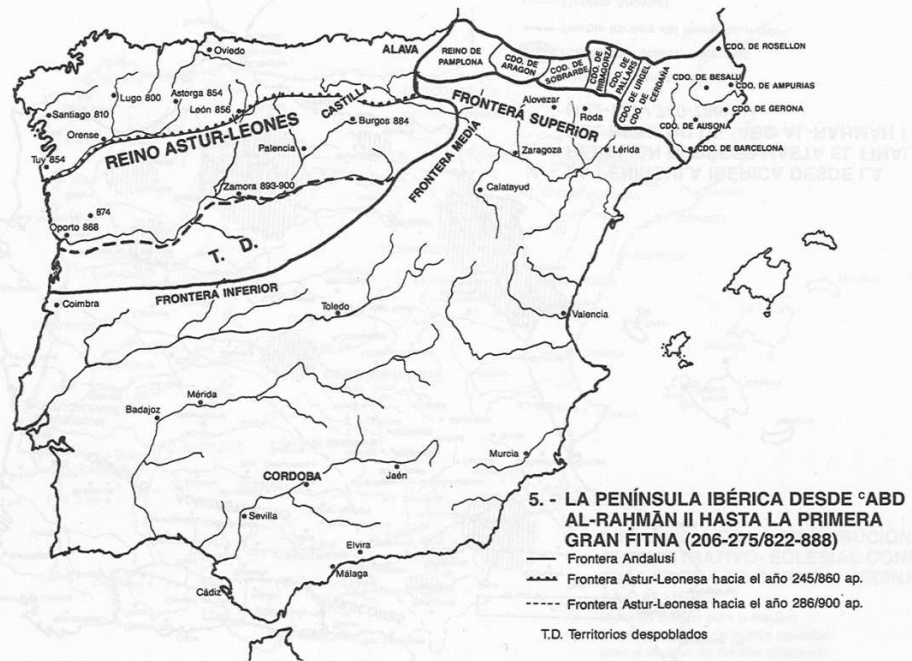 Oviedo
ALAVA
REINO DE
PAMPLONA
CDO. DE
ARAGON
CDO. DE
SOBRARBE
CDO. DE
RIBAGORZA
CDO. DE
PALLARS
CDO. DE URGEL
CDO. DE
CERDAÑA
CDO. DE ROSELLON
CDO. DE BESALU
CDO. DE AMPURIAS
CDO. DE GERONA
CDO. DE AUSONA
CDO. DE BARCELONA
Lugo 800
Astorga 854
León 856
Santiago 810
Orense
Tuy 854
CASTILLA
Burgos 884
REINO ASTUR-LEONES
Palencia
Zamora 893-900
874
Oporto 868
T. D.
FRONTERA SUPERIOR
Alovezar
Roda
Zaragoza
Lérida
FRONTERA MEDIA
Calatayud
FRONTERA INFERIOR
Coimbra
Toledo
Valencia
Mérida
Badajoz
Murcia
CORDOBA
Jaén
Sevilla
Elvira
Málaga
Cádiz
5. - LA PENÍNSULA IBÉRICA DESDE ᶜABD
AL-RAḤMĀN II HASTA LA PRIMERA
GRAN FITNA (206-275/822-888)
Frontera Andalusí
Frontera Astur-Leonesa hacia el año 245/860 ap.
Frontera Astur-Leonesa hacia el año 286/900 ap.
T.D. Territorios despoblados